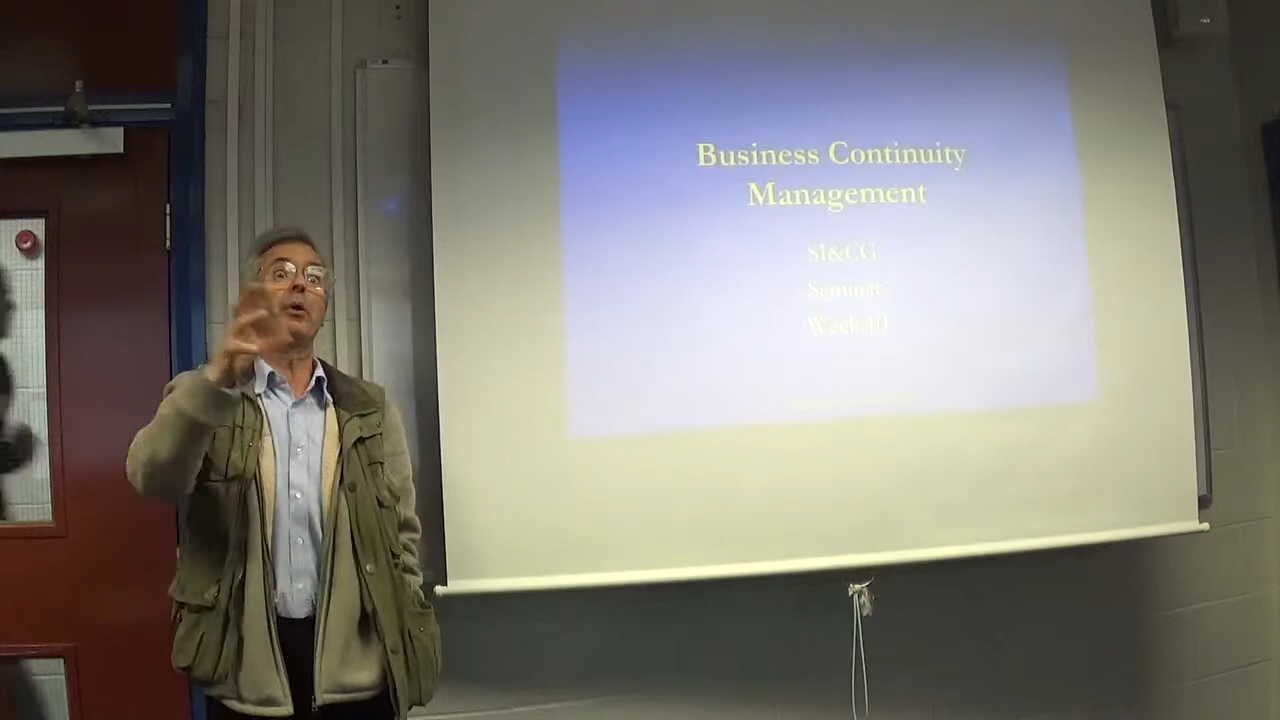 Business Continuity
Management
SI&CG
Seminar
Week 10